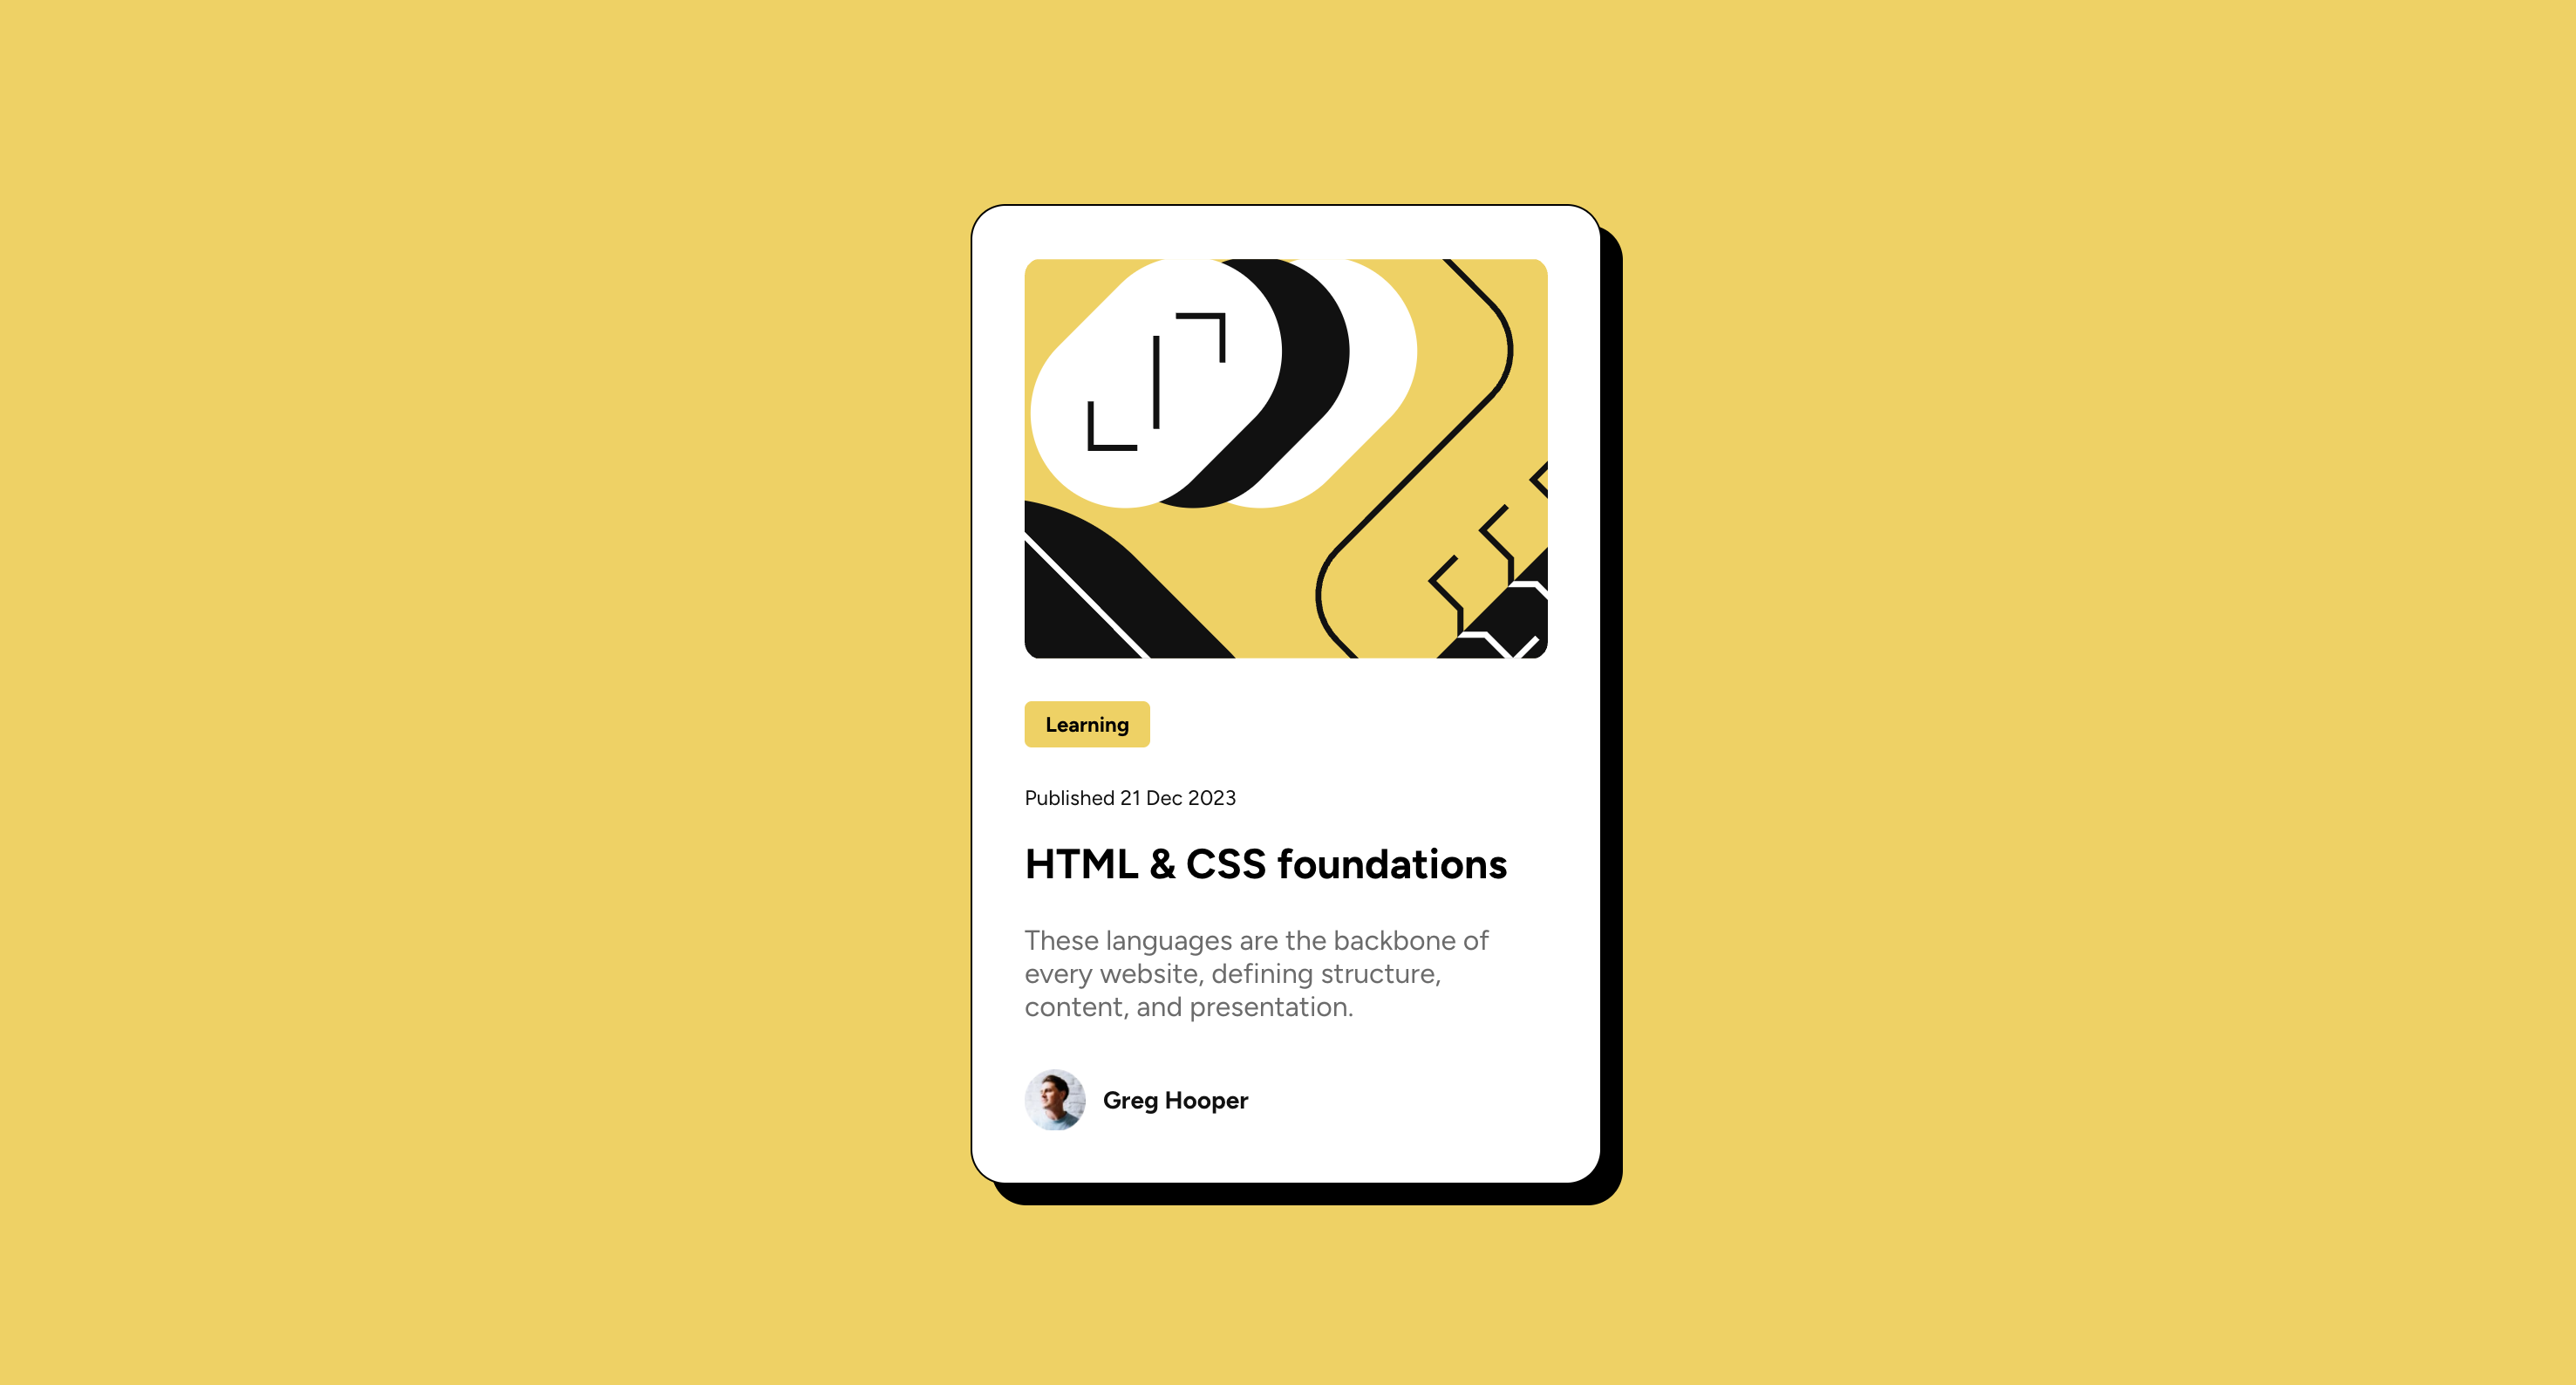 Learning
Published 21 Dec 2023
HTML & CSS foundations
These languages are the backbone of
every website, defining structure,
content, and presentation.
Greg Hooper